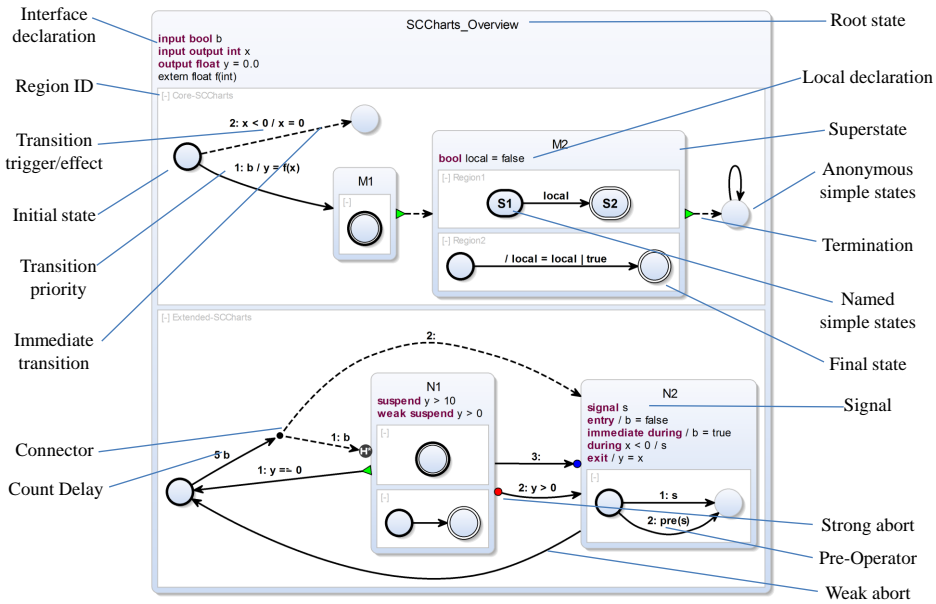 Interface
declaration
Region ID
Transition
trigger/effect
Initial state
Transition
priority
Immediate
transition
Connector
Count Delay
SCCharts_Overview
input bool b
input output int x
output float y = 0.0
extern float f(int)
[-] Core-SCCharts
2: x < 0 / x = 0
1: b / y = f(x)
M1
[-]
M2
bool local = false
[-] Region1
S1
local
S2
[-] Region2
/ local = local | true
[-] Extended-SCCharts
2:
5 b
1: b
H
1: y == 0
N1
suspend y > 10
weak suspend y > 0
[-]
[-]
3:
2: y > 0
N2
signal s
entry / b = false
immediate during / b = true
during x < 0 / s
exit / y = x
[-]
1: s
2: pre(s)
Root state
Local declaration
Superstate
Anonymous
simple states
Termination
Named
simple states
Final state
Signal
Strong abort
Pre-Operator
Weak abort